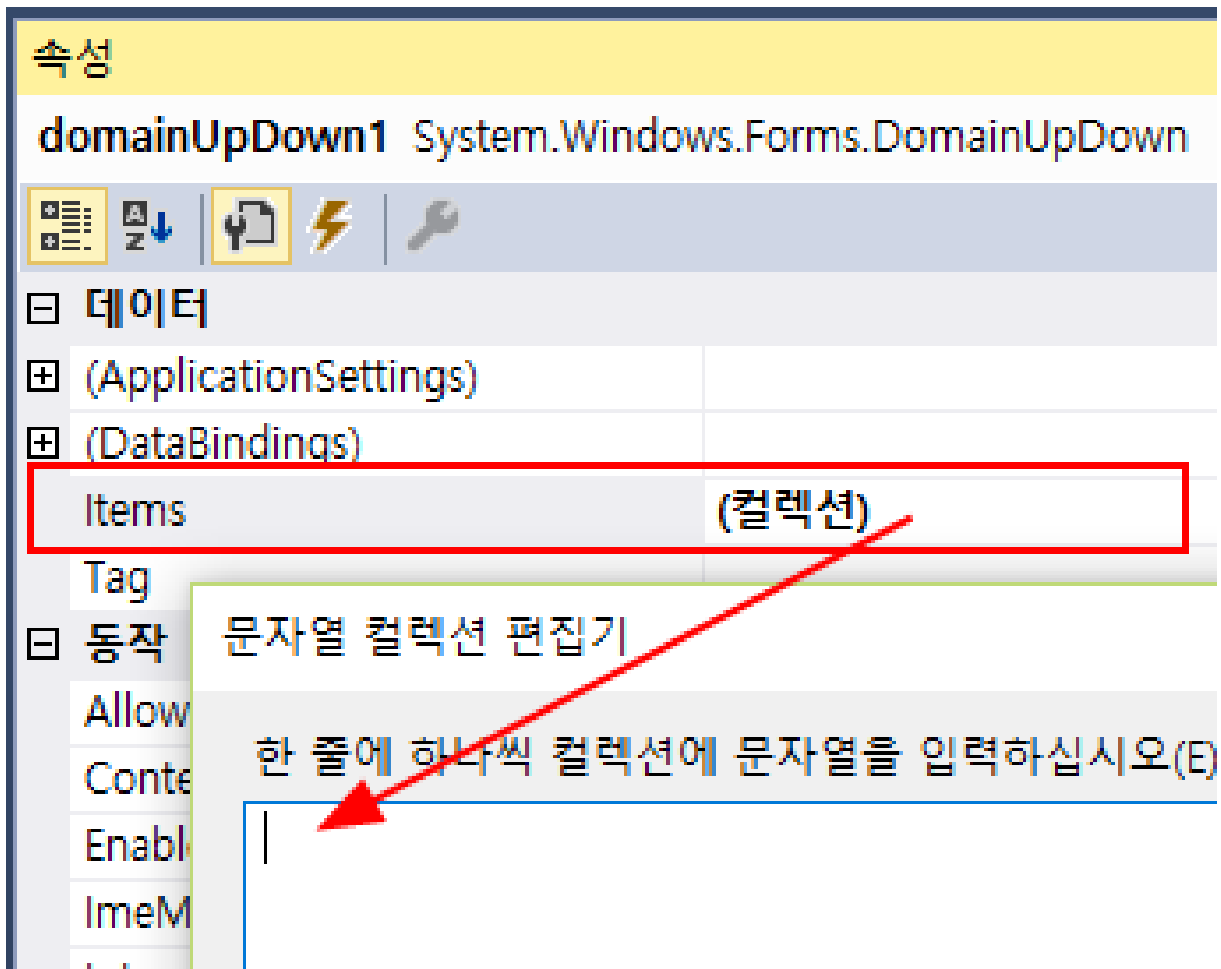 속성
domainUpDown1 System.Windows.Forms.DomainUpDown
데이터
(ApplicationSettings)
(DataBindings)
Items (컬렉션)
Tag
문자열 컬렉션 편집기
동작
Allow
한 줄에 하나씩 컬렉션에 문자열을 입력하십시오(E)
Conte
Enabl
ImeM